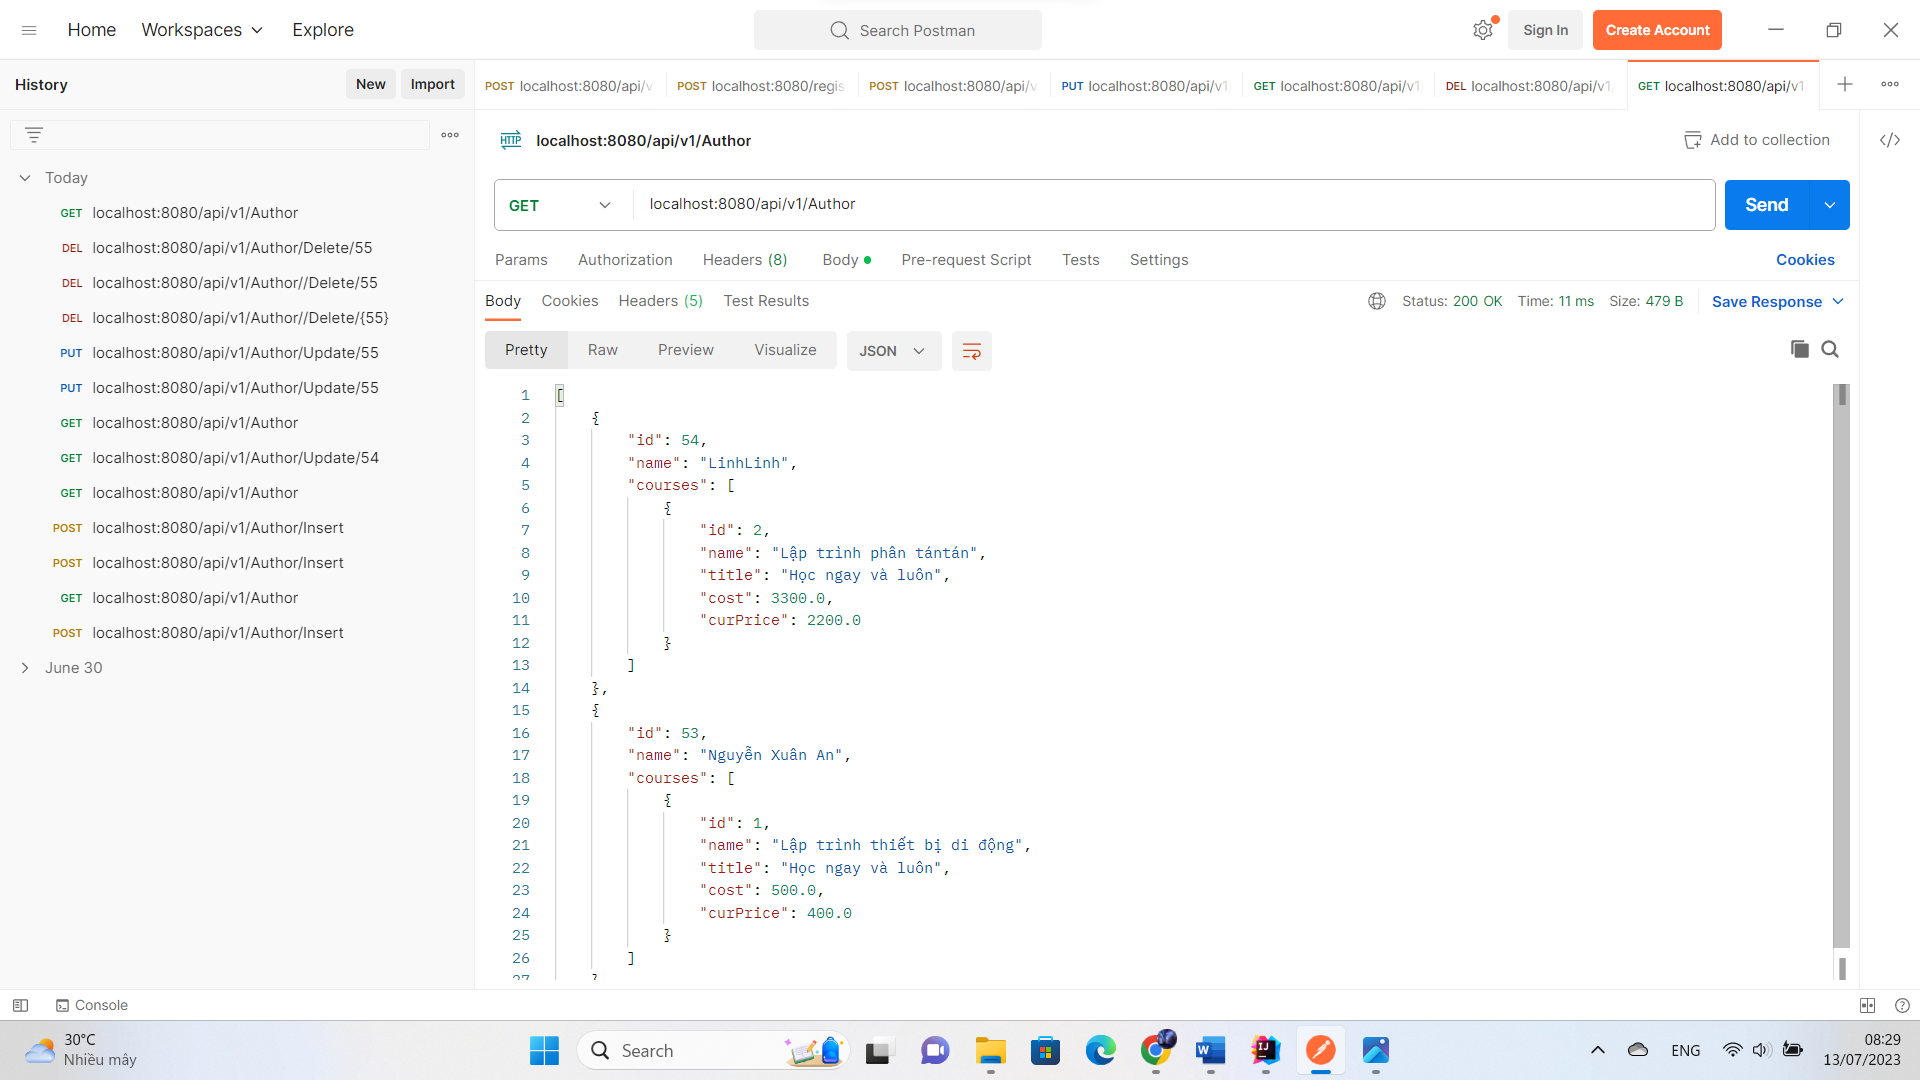 Home Workspaces Explore
Search Postman
Sign In
Create Account
History
New
Import
POST localhost:8080/api/v
POST localhost:8080/regis
POST localhost:8080/api/v
PUT localhost:8080/api/v1
GET localhost:8080/api/v1
DEL localhost:8080/api/v1
GET localhost:8080/api/v1
HTTP localhost:8080/api/v1/Author
Add to collection
GET
localhost:8080/api/v1/Author
Send
Params Authorization Headers (8) Body Pre-request Script Tests Settings
Cookies
Body Cookies Headers (5) Test Results
Status: 200 OK Time: 11 ms Size: 479 B
Save Response
Pretty Raw Preview Visualize
JSON
Today
GET localhost:8080/api/v1/Author
DEL localhost:8080/api/v1/Author/Delete/55
DEL localhost:8080/api/v1/Author//Delete/55
DEL localhost:8080/api/v1/Author//Delete/{55}
PUT localhost:8080/api/v1/Author/Update/55
PUT localhost:8080/api/v1/Author/Update/55
GET localhost:8080/api/v1/Author
GET localhost:8080/api/v1/Author/Update/54
GET localhost:8080/api/v1/Author
POST localhost:8080/api/v1/Author/Insert
POST localhost:8080/api/v1/Author/Insert
GET localhost:8080/api/v1/Author
POST localhost:8080/api/v1/Author/Insert
June 30
1 [
2 {
3 "id": 54,
4 "name": "LinhLinh",
5 "courses": [
6 {
7 "id": 2,
8 "name": "Lập trình phân tántán",
9 "title": "Học ngay và luôn",
10 "cost": 3300.0,
11 "curPrice": 2200.0
12 }
13 ]
14 },
15 {
16 "id": 53,
17 "name": "Nguyễn Xuân An",
18 "courses": [
19 {
20 "id": 1,
21 "name": "Lập trình thiết bị di động",
22 "title": "Học ngay và luôn",
23 "cost": 500.0,
24 "curPrice": 400.0
25 }
26 ]
27 }
Console
30°C
Nhiều mây
Search
ENG
08:29
13/07/2023